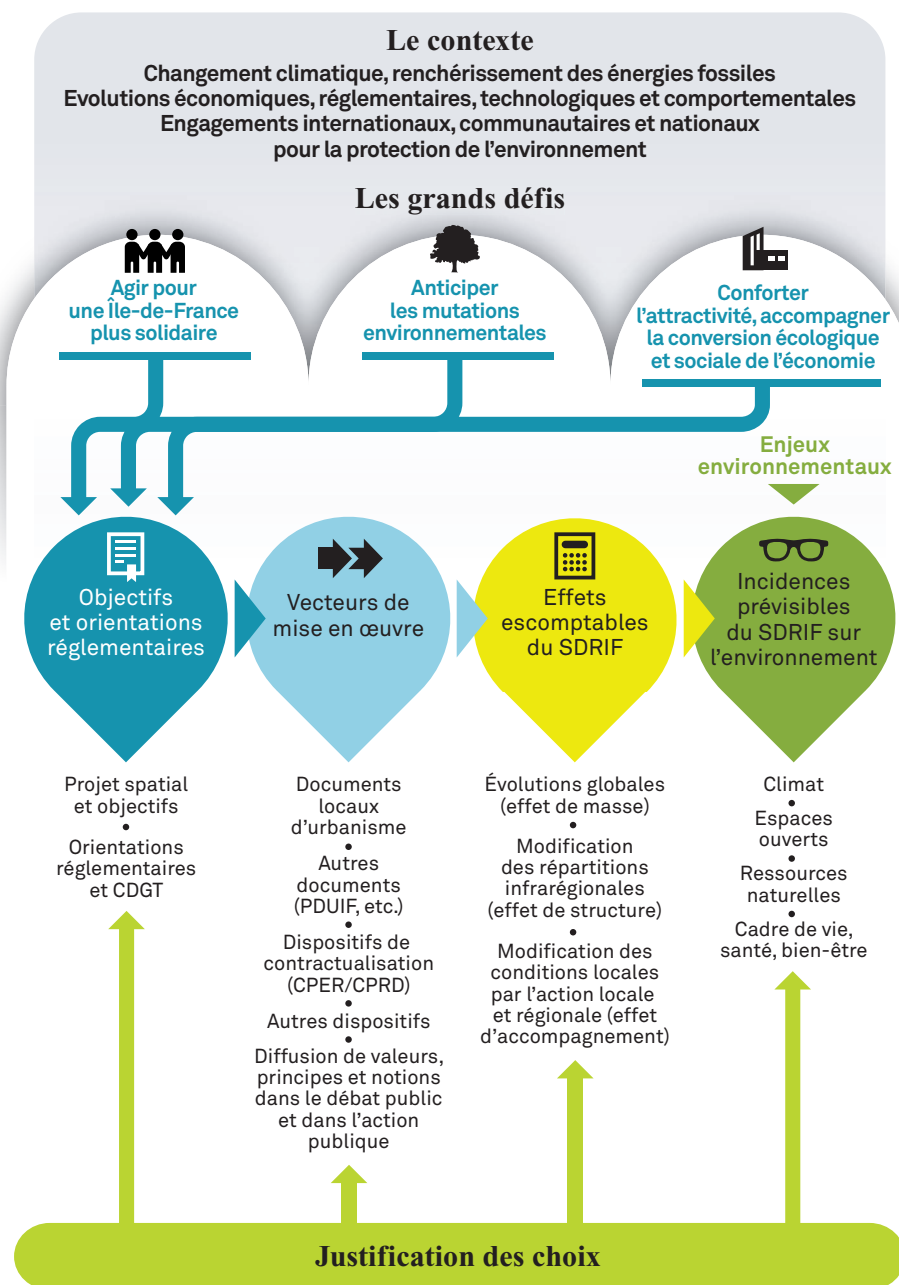 Le contexte
Changement climatique, renchérissement des énergies fossiles
Evolutions économiques, réglementaires, technologiques et comportementales
Engagements internationaux, communautaires et nationaux
pour la protection de l'environnement
Les grands défis
Agir pour
une Île-de-France
plus solidaire
Anticiper
les mutations
environnementales
Conforter
l'attractivité, accompagner
la conversion écologique
et sociale de l'économie
Enjeux
environnementaux
Objectifs
et orientations
réglementaires
Vecteurs de
mise en œuvre
Effets
escomptables
du SDRIF
Incidences
prévisibles
du SDRIF sur
l'environnement
Projet spatial
et objectifs
•
Orientations
réglementaires
et CDGT
Documents
locaux
d'urbanisme
•
Autres
documents
(PDUIF, etc.)
•
Dispositifs de
contractualisation
(CPER/CPRD)
•
Autres dispositifs
•
Diffusion de valeurs,
principes et notions
dans le débat public
et dans l'action
publique
Évolutions globales
(effet de masse)
•
Modification
des répartitions
infrarégionales
(effet de structure)
•
Modification des
conditions locales
par l'action locale
et régionale (effet
d'accompagnement)
Climat
•
Espaces
ouverts
•
Ressources
naturelles
•
Cadre de vie,
santé, bien-être
Justification des choix